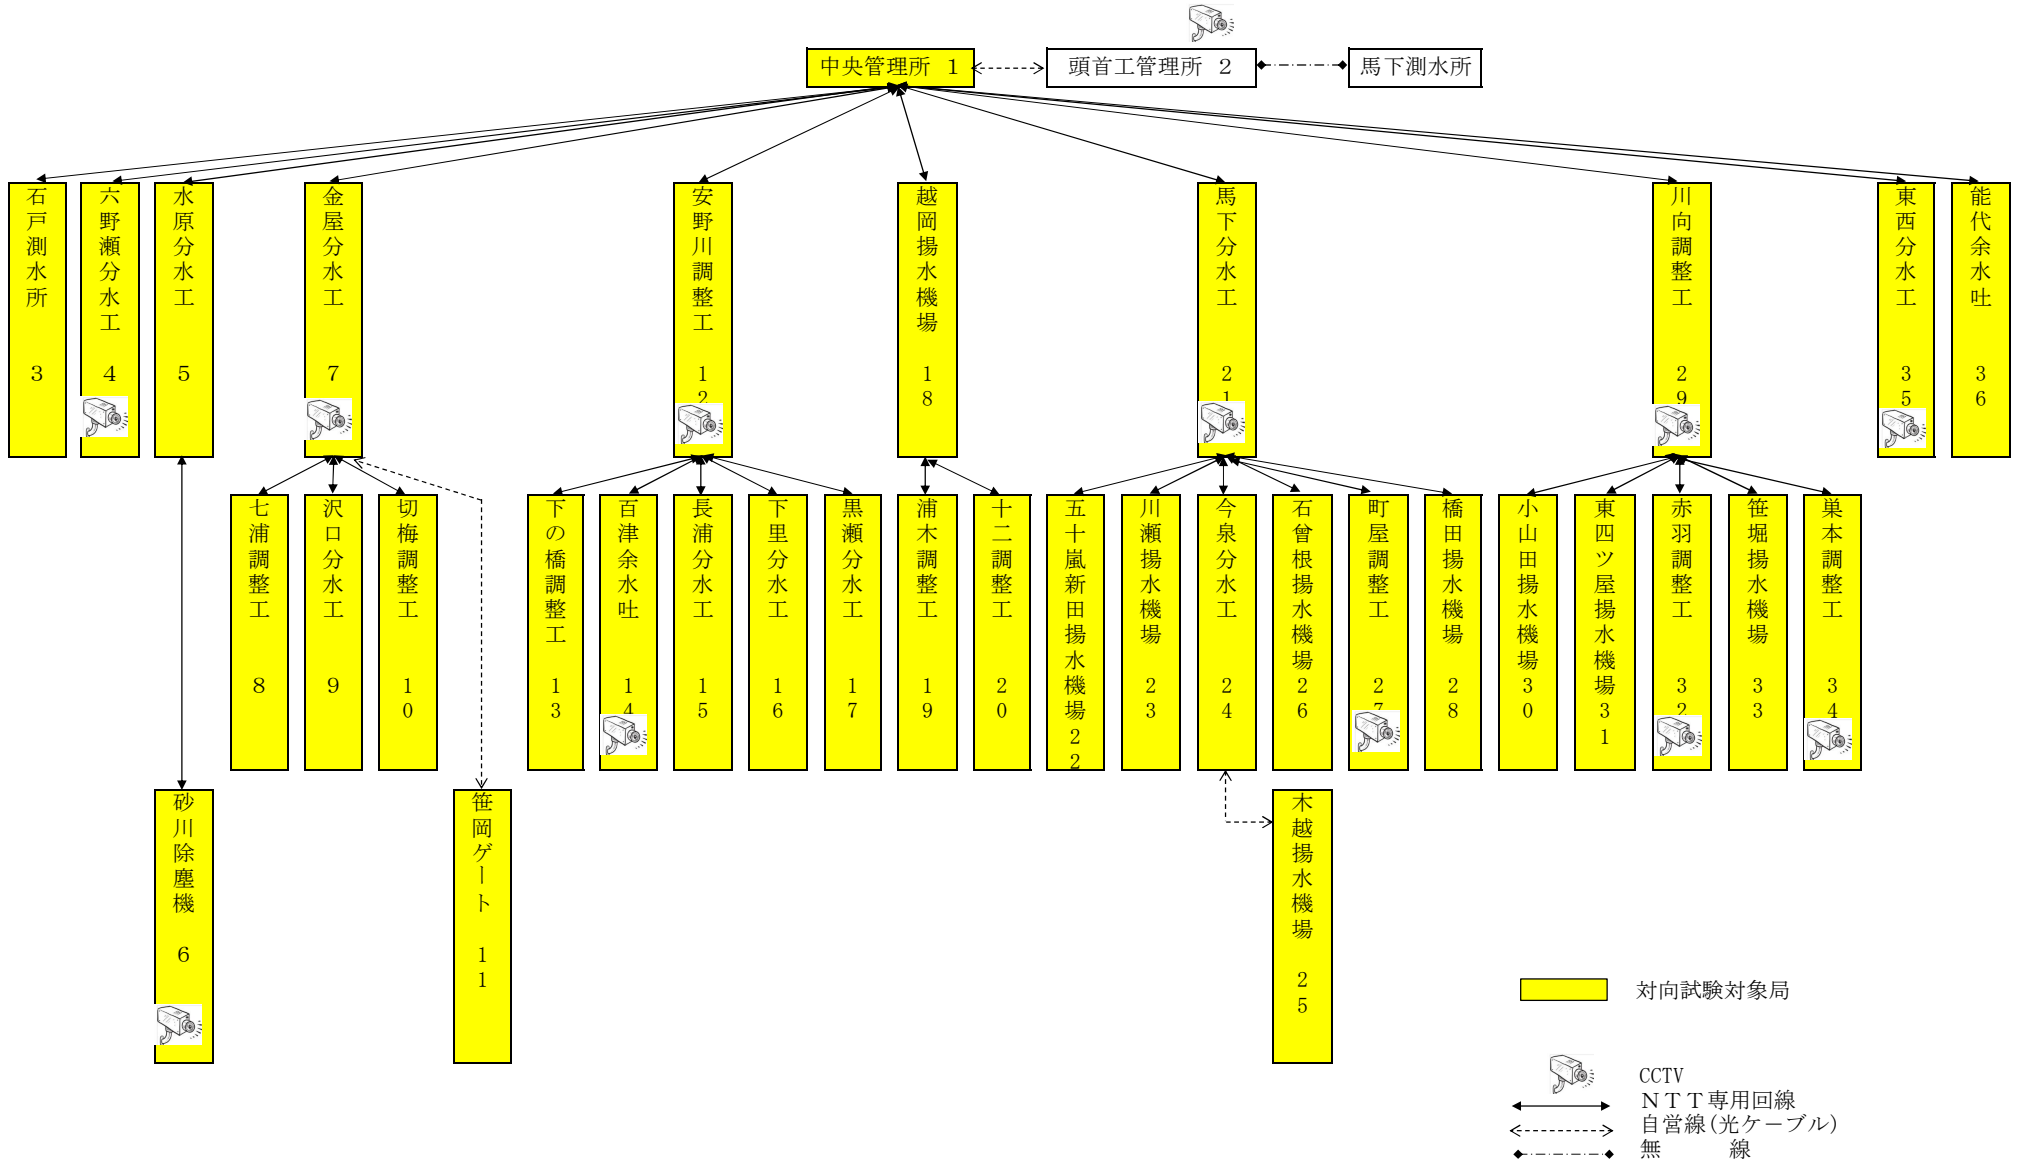 中央管理所 1
頭首工管理所 2
馬下測水所
石戸測水所 3
六野瀬分水工 4
水原分水工 5
金屋分水工 7
安野川調整工 12
越岡揚水機場 18
馬下分水工 21
川向調整工 29
東西分水工 35
能代余水吐 36
七浦調整工 8
沢口分水工 9
切梅調整工 10
下の橋調整工 13
百津余水吐 14
長浦分水工 15
下里分水工 16
黒瀬分水工 17
浦木調整工 19
十二調整工 20
五十嵐新田揚水機場22
川瀬揚水機場 23
今泉分水工 24
石曾根揚水機場26
町屋調整工 27
橋田揚水機場 28
小山田揚水機場30
東四ツ屋揚水機場31
赤羽調整工 32
笹堀揚水機場 33
巣本調整工 34
砂川除塵機 6
笹岡ゲート 11
木越揚水機場 25
対向試験対象局
CCTV
NTT専用回線
自営線(光ケーブル)
無 線